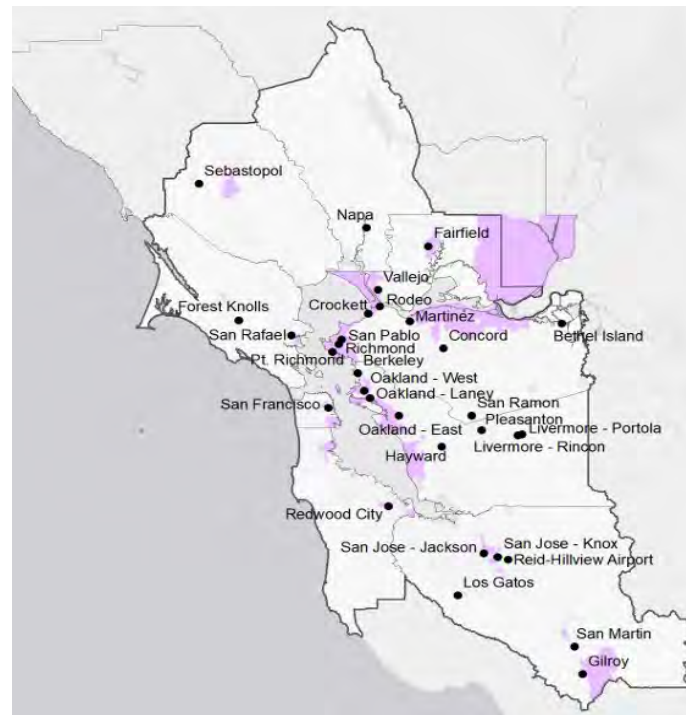 Sebastopol
Napa
Fairfield
Vallejo
Forest Knolls
Crockett
Rodeo
Martinez
San Rafael
San Pablo
Concord
Bethel Island
Pt. Richmond
Richmond
Berkeley
Oakland - West
San Francisco
Oakland - Laney
San Ramon
Pleasanton
Oakland - East
Livermore - Portola
Hayward
Livermore - Rincon
Redwood City
San Jose - Jackson
San Jose - Knox
Reid-Hillview Airport
Los Gatos
San Martin
Gilroy